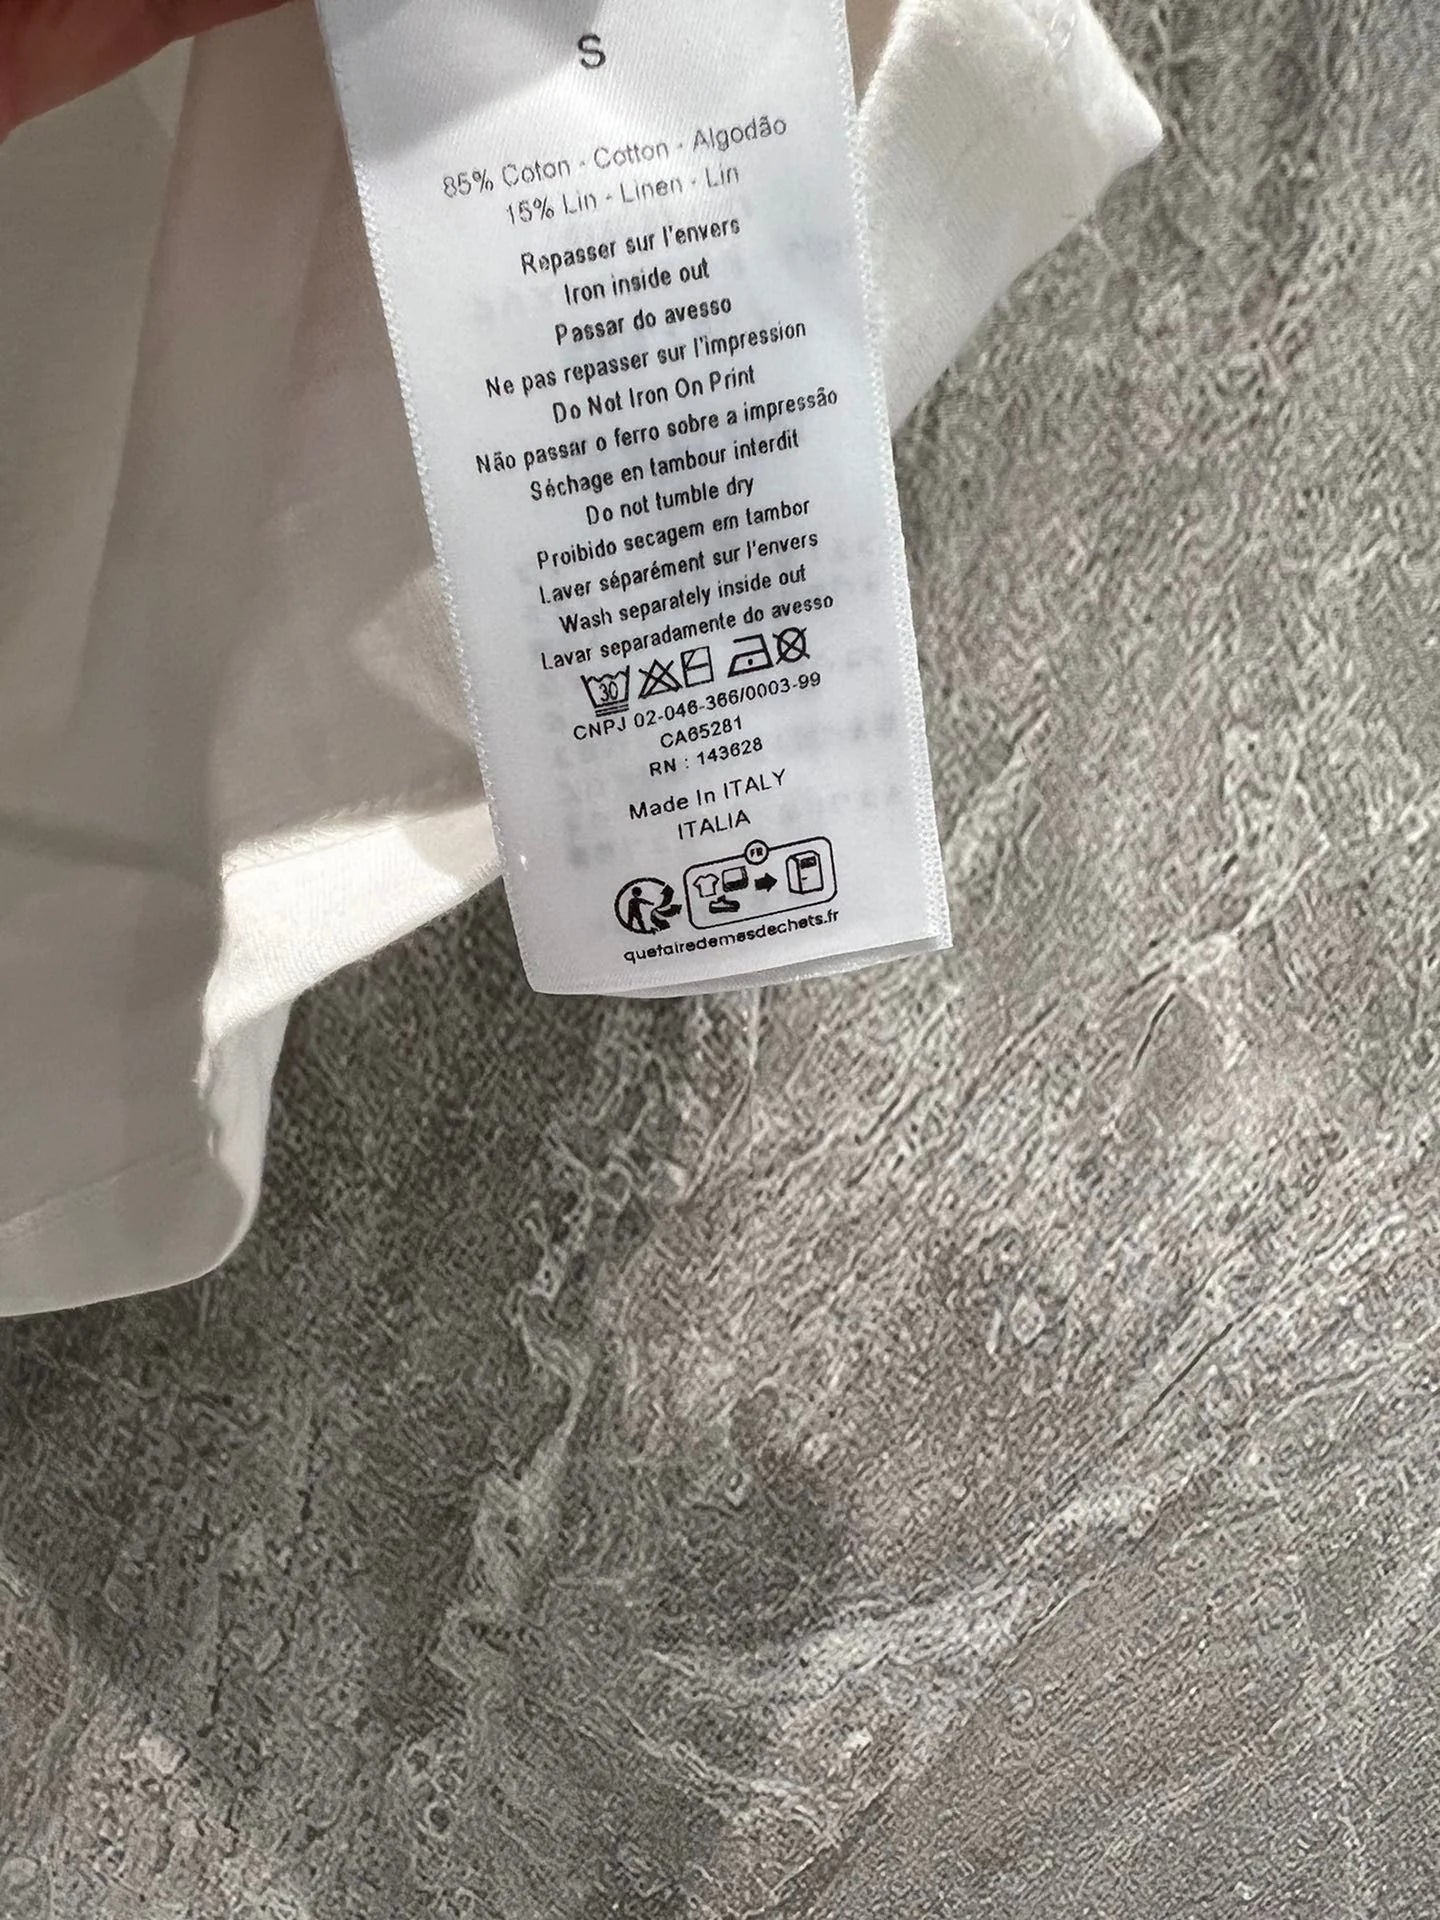 S
85% Coton - Cotton - Algodão
15% Lin - Linen - Lin
Repasser sur l'envers
Iron inside out
Passar do avesso
Ne pas repasser sur l'impression
Do Not Iron On Print
Não passar o ferro sobre a impressão
Séchage en tambour interdit
Do not tumble dry
Proibido secagem em tambor
Laver séparément sur l'envers
Wash separately inside out
Lavar separadamente do avesso
30
CNPJ 02-046-366/0003-99
CA65281
RN : 143628
Made In ITALY
ITALIA
FR
quefairedemesdechets.fr